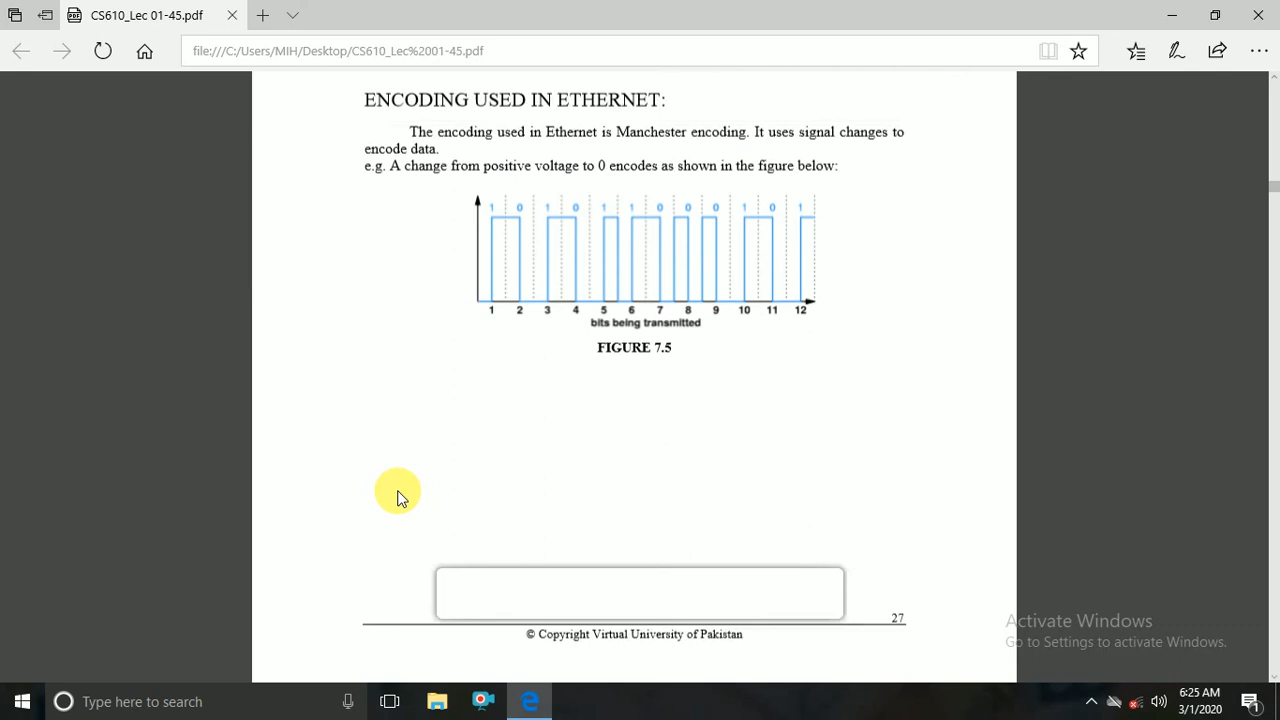 CS610_Lec 01-45.pdf
file:///C:/Users/MIH/Desktop/CS610_Lec%2001-45.pdf
ENCODING USED IN ETHERNET:
The encoding used in Ethernet is Manchester encoding. It uses signal changes to
encode data.
e.g. A change from positive voltage to 0 encodes as shown in the figure below:
1 0 1 0 1 1 0 0 0 1 0 1
1 2 3 4 5 6 7 8 9 10 11 12
bits being transmitted
FIGURE 7.5
27
© Copyright Virtual University of Pakistan
Activate Windows
Go to Settings to activate Windows.
Type here to search
6:25 AM
3/1/2020
1